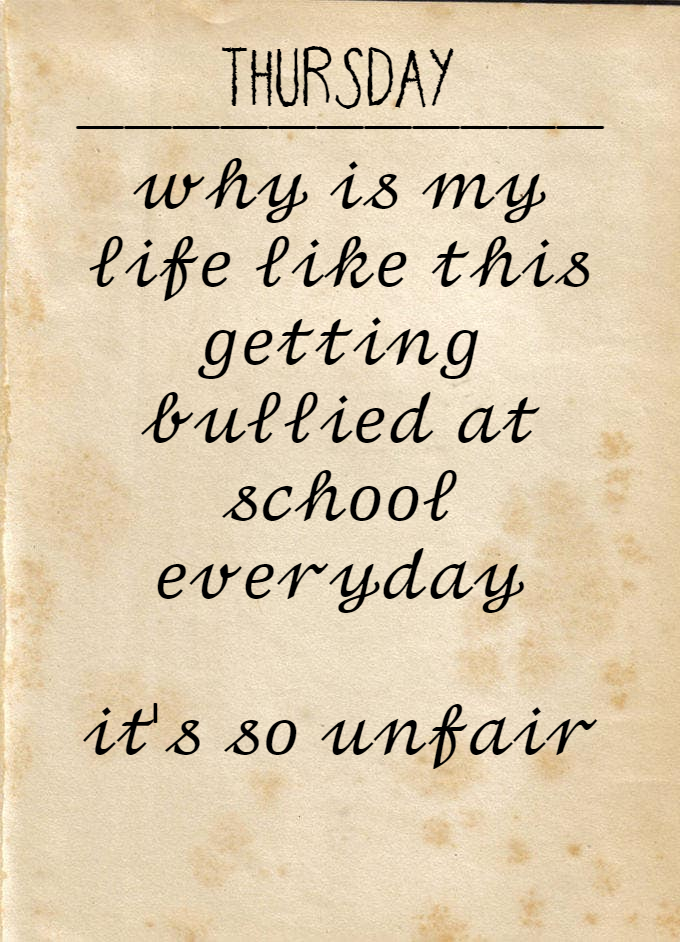 THURSDAY
why is my
life like this
getting
bullied at
school
everyday
it's so unfair